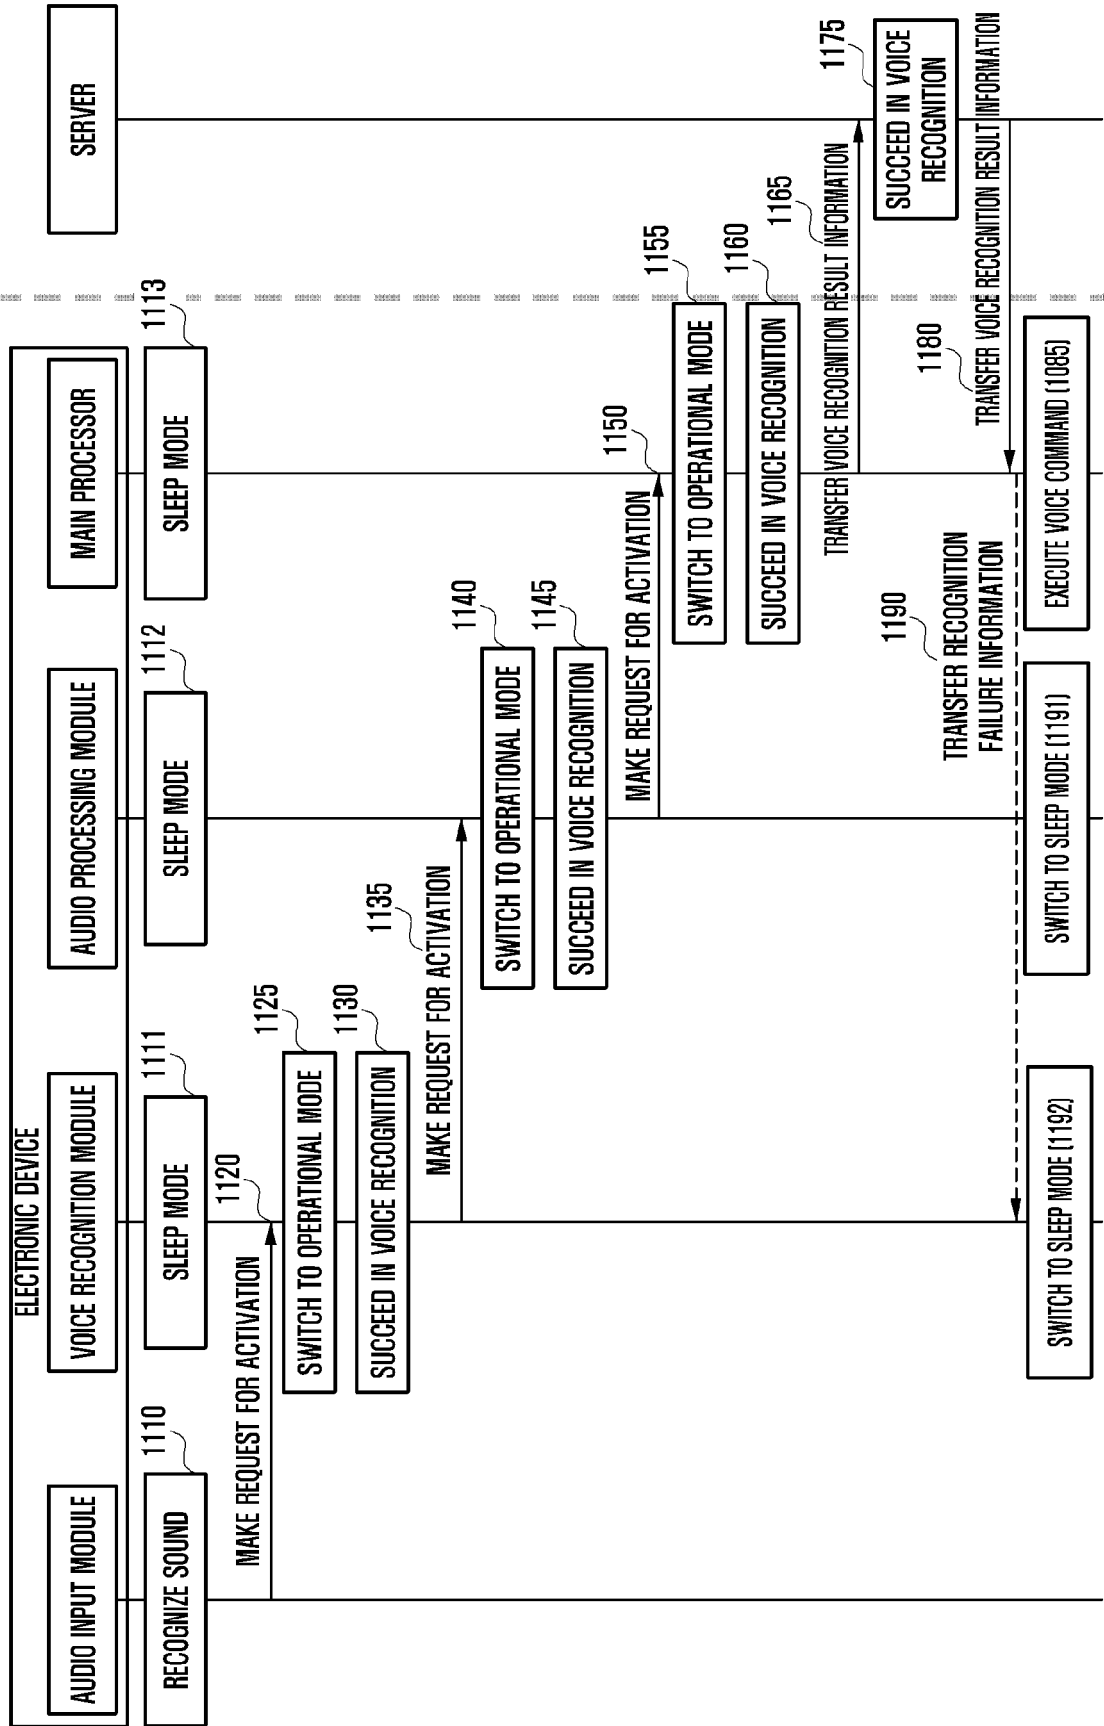 ELECTRONIC DEVICE
AUDIO INPUT MODULE
VOICE RECOGNITION MODULE
AUDIO PROCESSING MODULE
MAIN PROCESSOR
SERVER
RECOGNIZE SOUND
1110
SLEEP MODE
1111
SLEEP MODE
1112
SLEEP MODE
1113
MAKE REQUEST FOR ACTIVATION
1120
SWITCH TO OPERATIONAL MODE
1125
SUCCEED IN VOICE RECOGNITION
1130
MAKE REQUEST FOR ACTIVATION
1135
SWITCH TO OPERATIONAL MODE
1140
SUCCEED IN VOICE RECOGNITION
1145
MAKE REQUEST FOR ACTIVATION
1150
SWITCH TO OPERATIONAL MODE
1155
SUCCEED IN VOICE RECOGNITION
1160
TRANSFER VOICE RECOGNITION RESULT INFORMATION
1165
SUCCEED IN VOICE
RECOGNITION
1175
1180
TRANSFER VOICE RECOGNITION RESULT INFORMATION
1190
TRANSFER RECOGNITION
FAILURE INFORMATION
SWITCH TO SLEEP MODE (1192)
SWITCH TO SLEEP MODE (1191)
EXECUTE VOICE COMMAND (1085)